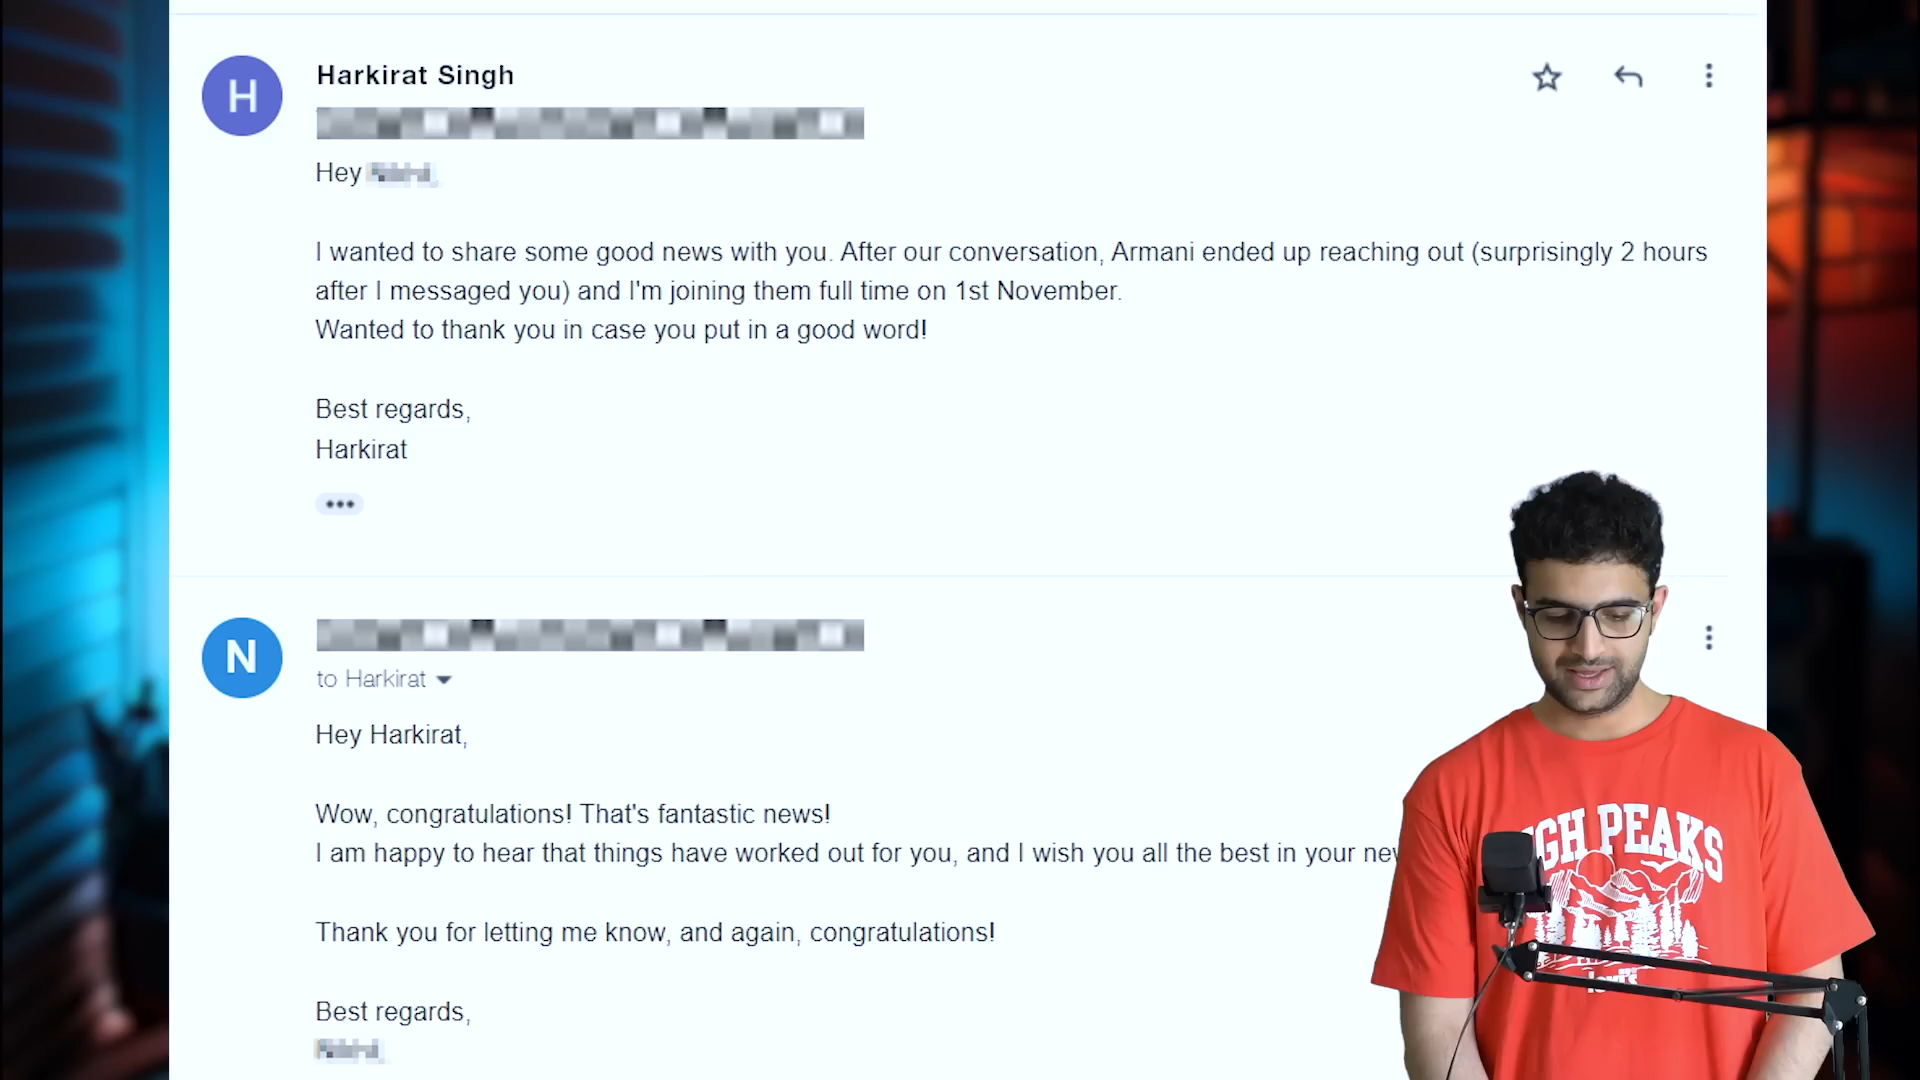 H
Harkirat Singh
Hey
I wanted to share some good news with you. After our conversation, Armani ended up reaching out (surprisingly 2 hours
after I messaged you) and I'm joining them full time on 1st November.
Wanted to thank you in case you put in a good word!
Best regards,
Harkirat
N
to Harkirat
Hey Harkirat,
Wow, congratulations! That's fantastic news!
I am happy to hear that things have worked out for you, and I wish you all the best in your
Thank you for letting me know, and again, congratulations!
Best regards,
PEAKS